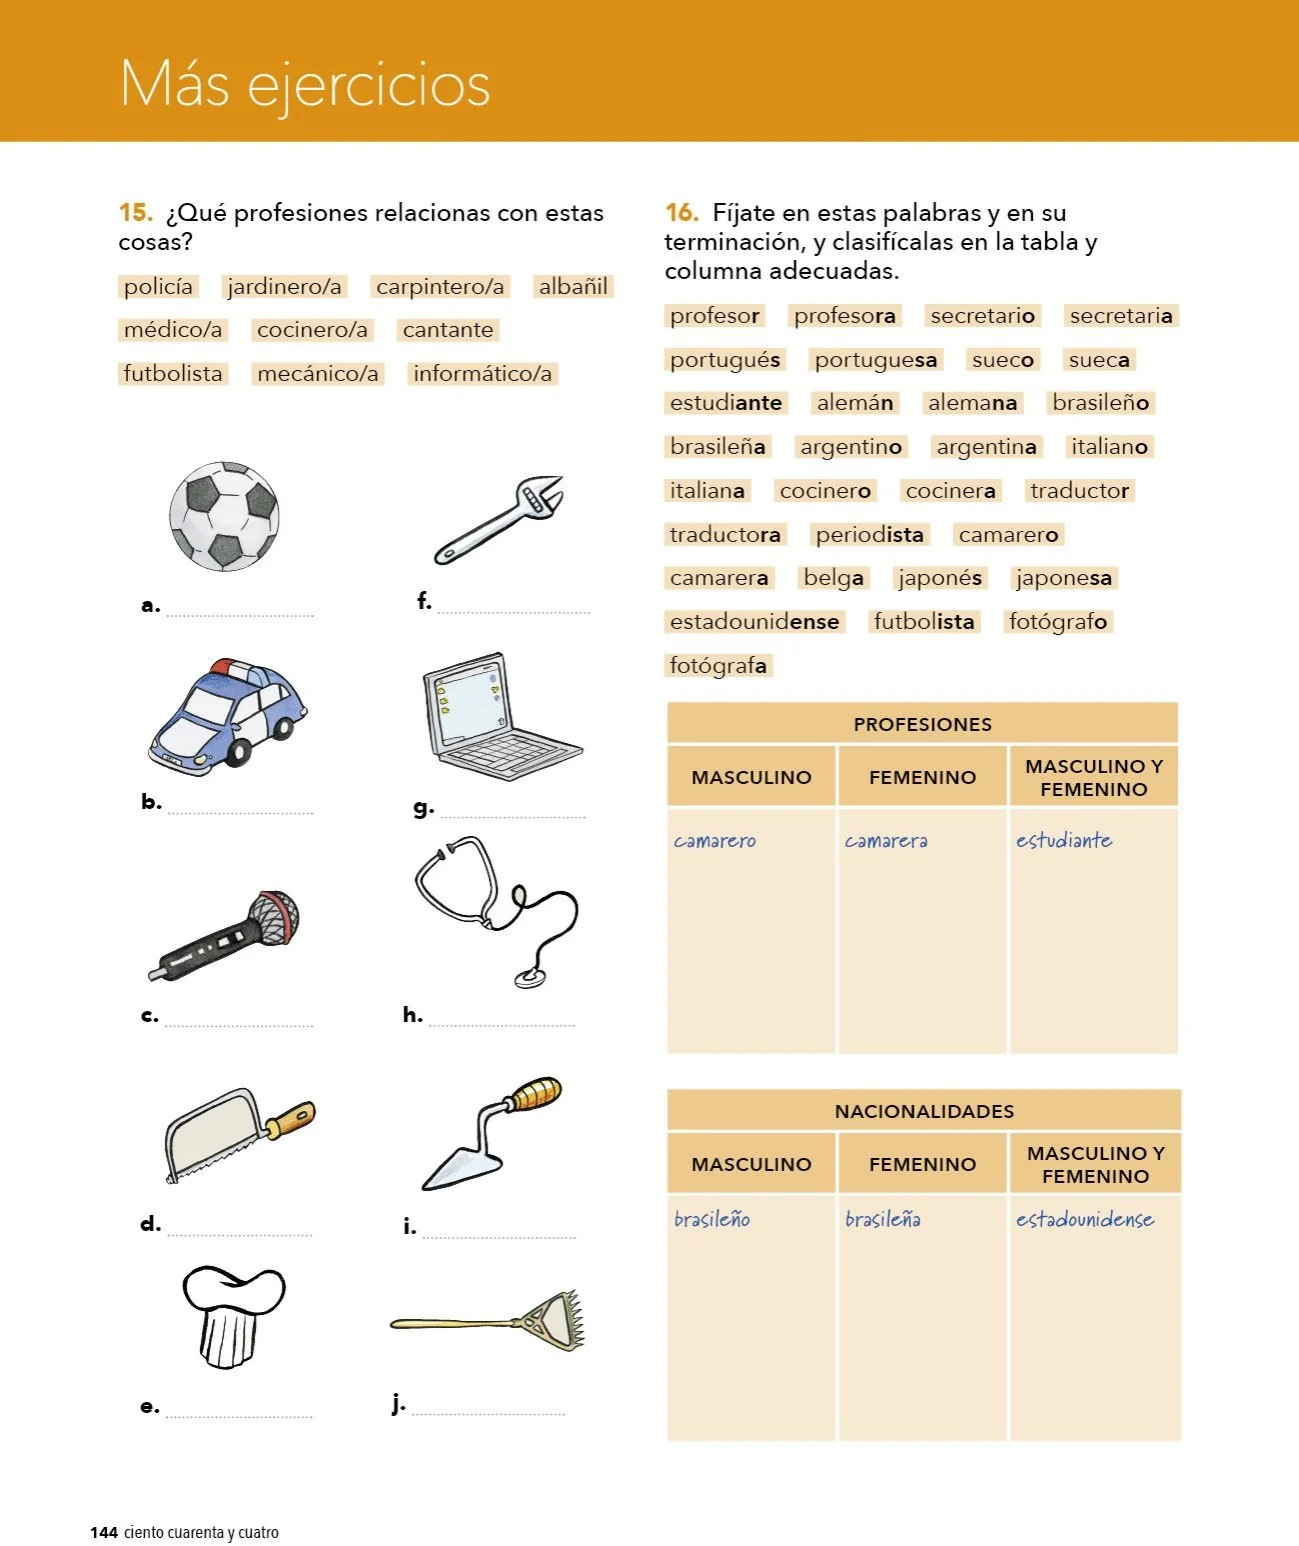 Más ejercicios
15. ¿Qué profesiones relacionas con estas
cosas?
policía jardinero/a carpintero/a albañil
médico/a cocinero/a cantante
futbolista mecánico/a informático/a
a.
f.
b.
g.
c.
h.
d.
i.
e.
j.
16. Fíjate en estas palabras y en su
terminación, y clasifícalas en la tabla y
columna adecuadas.
profesor profesora secretario secretaria
portugués portuguesa sueco sueca
estudiante alemán alemana brasileño
brasileña argentino argentina italiano
italiana cocinero cocinera traductor
traductora periodista camarero
camarera belga japonés japonesa
estadounidense futbolista fotógrafo
fotógrafa
PROFESIONES
MASCULINO FEMENINO MASCULINO Y
FEMENINO
camarero camarera estudiante
NACIONALIDADES
MASCULINO FEMENINO MASCULINO Y
FEMENINO
brasileño brasileña estadounidense
144 ciento cuarenta y cuatro